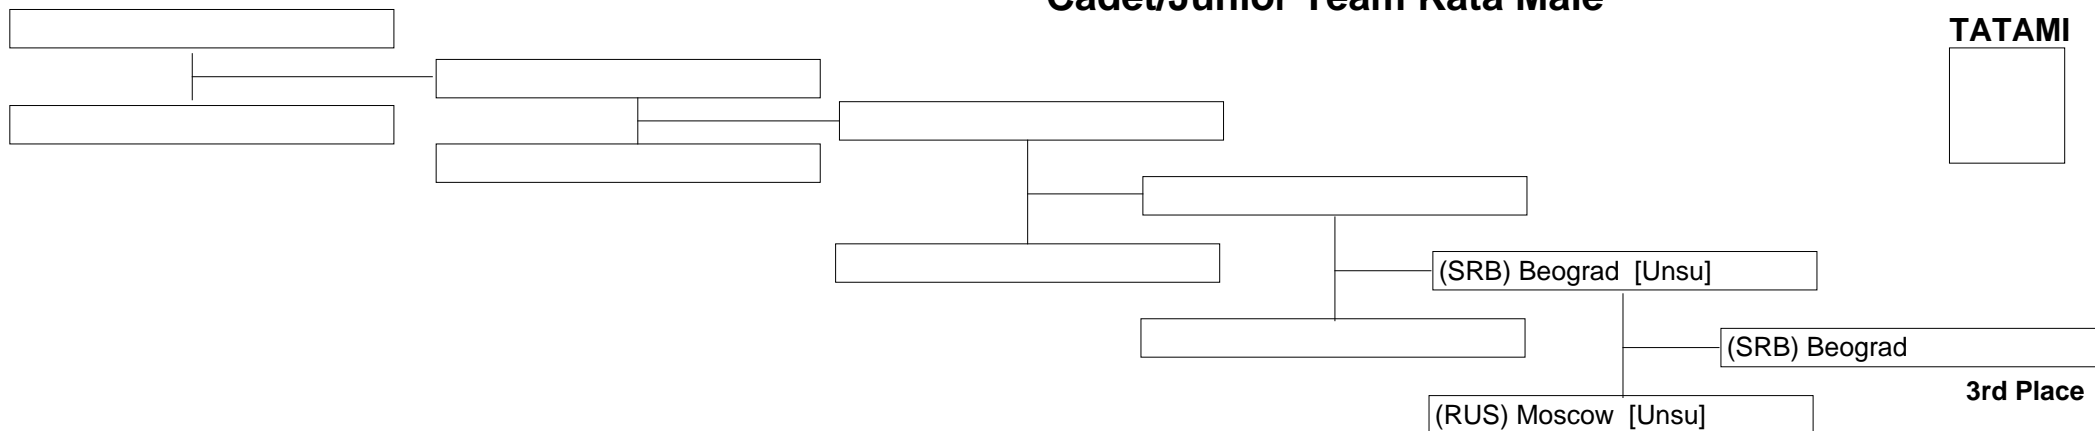 Cadet/Junior Team Kata Male
TATAMI
(SRB) Beograd [Unsu]
(SRB) Beograd
3rd Place
(RUS) Moscow [Unsu]